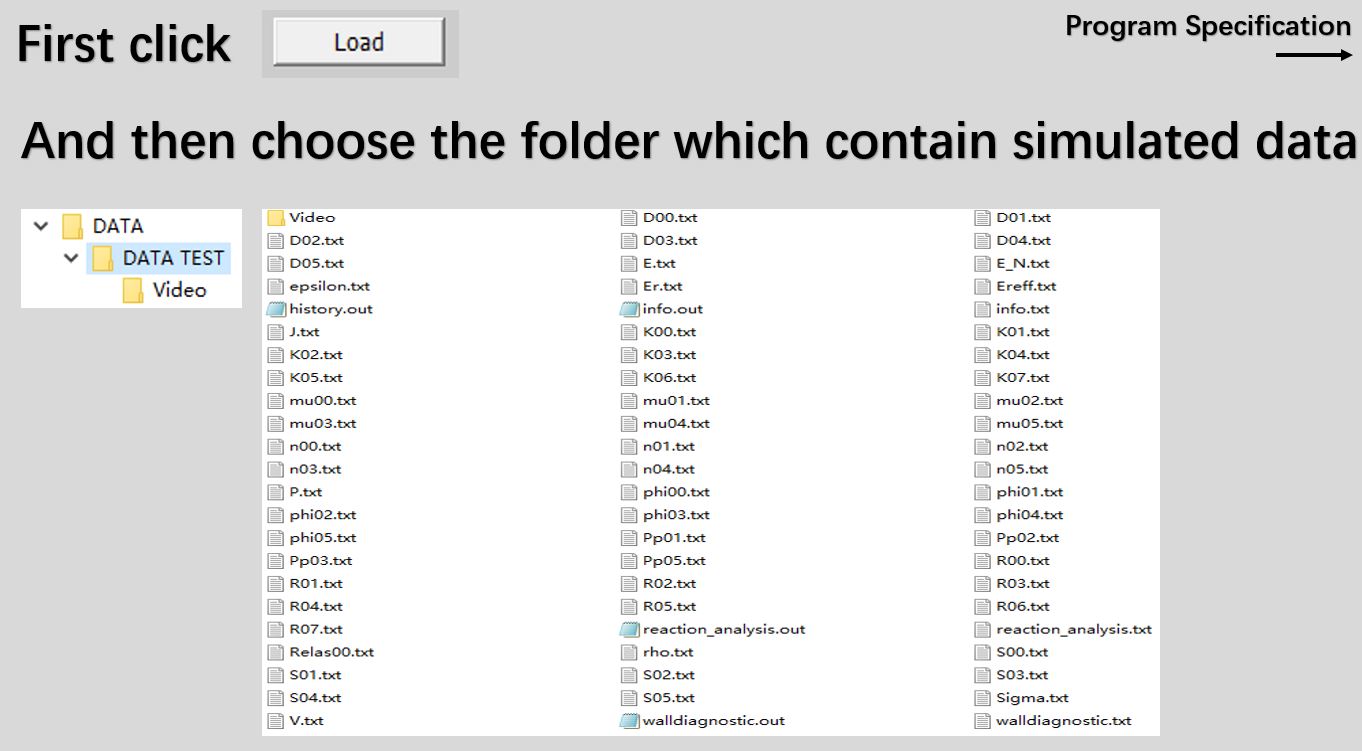 First click Load Program Specification
And then choose the folder which contain simulated data
DATA
DATA TEST
Video
Video D00.txt D01.txt
D02.txt D03.txt D04.txt
D05.txt E.txt E_N.txt
epsilon.txt Er.txt Ereff.txt
history.out info.out info.txt
J.txt K00.txt K01.txt
K02.txt K03.txt K04.txt
K05.txt K06.txt K07.txt
mu00.txt mu01.txt mu02.txt
mu03.txt mu04.txt mu05.txt
n00.txt n01.txt n02.txt
n03.txt n04.txt n05.txt
P.txt phi00.txt phi01.txt
phi02.txt phi03.txt phi04.txt
phi05.txt Pp01.txt Pp02.txt
Pp03.txt Pp05.txt R00.txt
R01.txt R02.txt R03.txt
R04.txt R05.txt R06.txt
R07.txt reaction_analysis.out reaction_analysis.txt
Relas00.txt rho.txt S00.txt
S01.txt S02.txt S03.txt
S04.txt S05.txt Sigma.txt
V.txt walldiagnostic.out walldiagnostic.txt